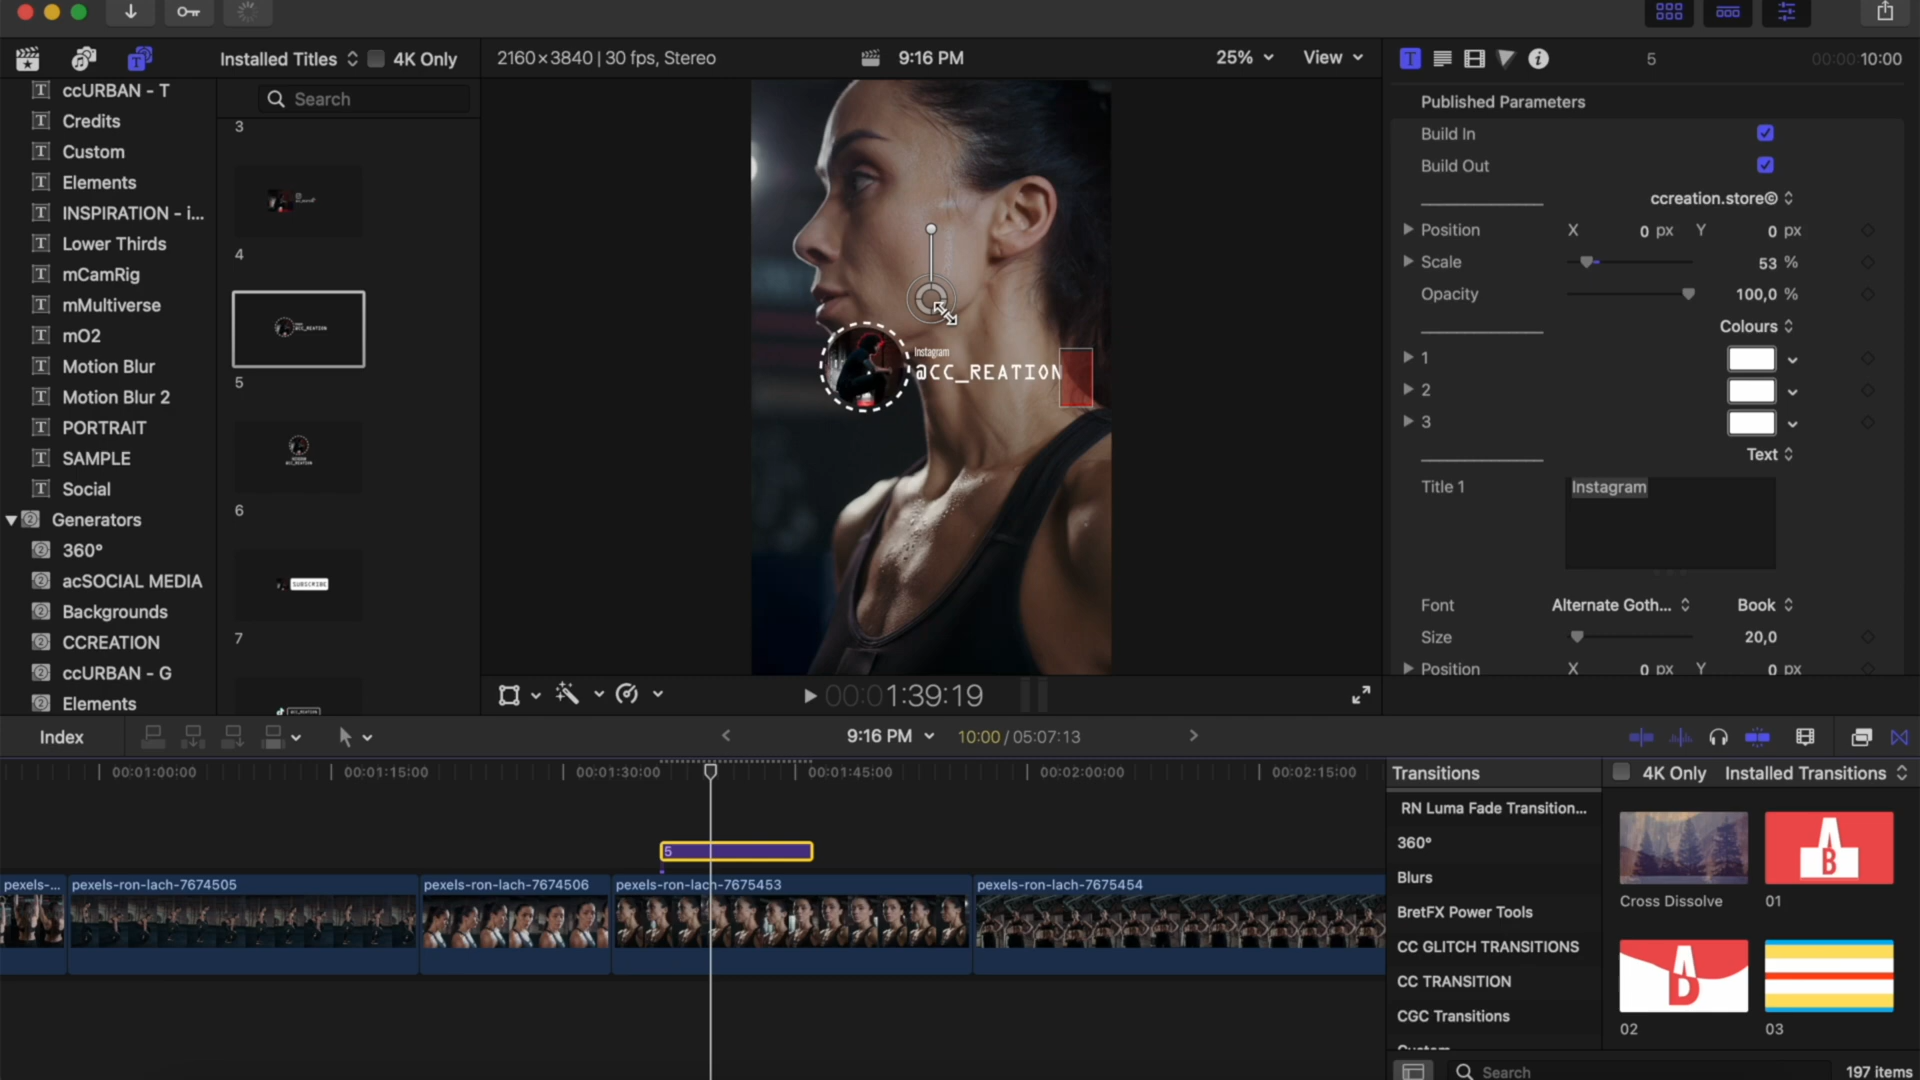 Installed Titles
4K Only
2160×3840 | 30 fps, Stereo
9:16 PM
25%
View
5
00:00:10:00
ccURBAN - T
Credits
Custom
Elements
INSPIRATION - i...
Lower Thirds
mCamRig
mMultiverse
mO2
Motion Blur
Motion Blur 2
PORTRAIT
SAMPLE
Social
Generators
360°
acSOCIAL MEDIA
Backgrounds
CCREATION
ccURBAN - G
Elements
Search
3
4
5
6
SUBSCRIBE
7
Instagram
@CC_REATION
00:01:39:19
Published Parameters
Build In
Build Out
ccreation.store©
Position X 0 px Y 0 px
Scale 53 %
Opacity 100,0 %
Colours
1
2
3
Text
Title 1 Instagram
Font Alternate Goth... Book
Size 20,0
Position X 0 px Y 0 px
Index
9:16 PM
10:00 / 05:07:13
00:01:00:00
00:01:15:00
00:01:30:00
00:01:45:00
00:02:00:00
00:02:15:00
5
pexels-...
pexels-ron-lach-7674505
pexels-ron-lach-7674506
pexels-ron-lach-7675453
pexels-ron-lach-7675454
Transitions
4K Only
Installed Transitions
RN Luma Fade Transition...
360°
Blurs
BretFX Power Tools
CC GLITCH TRANSITIONS
CC TRANSITION
CGC Transitions
Custom
Cross Dissolve
A
B
01
A
D
02
03
Search
197 items